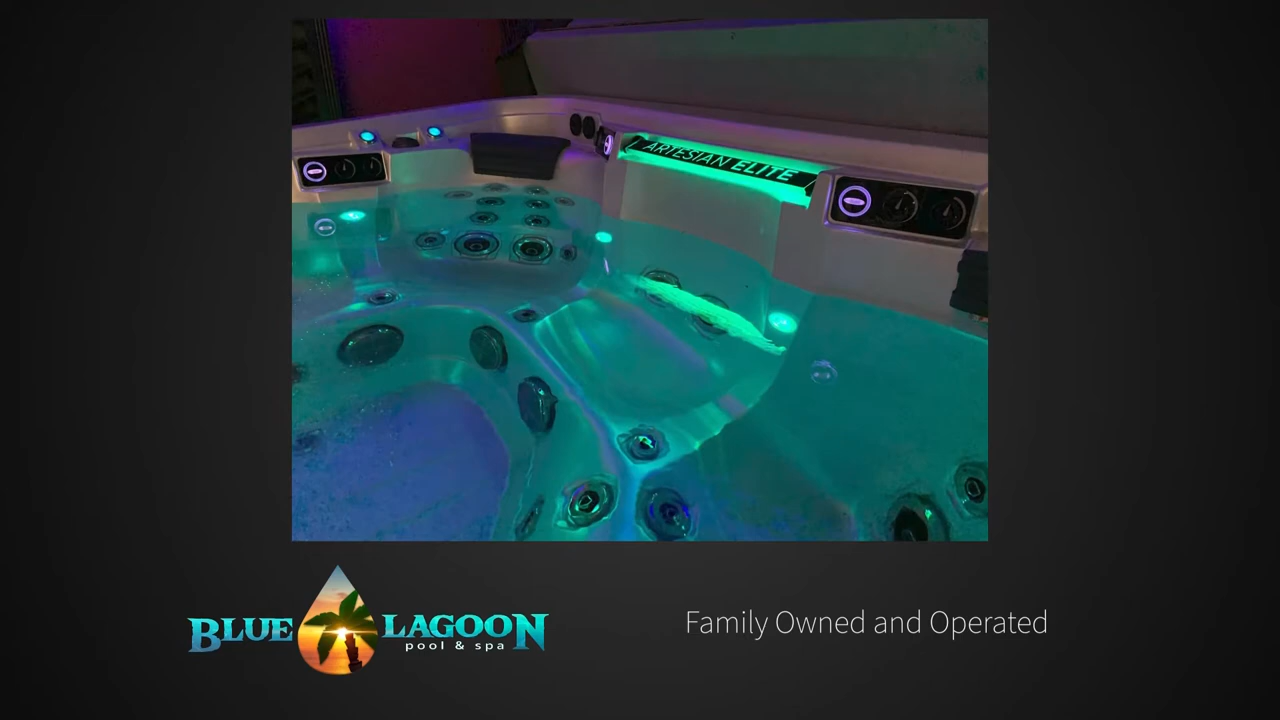 ARTESIAN ELITE
BLUE LAGOON
pool & spa
Family Owned and Operated